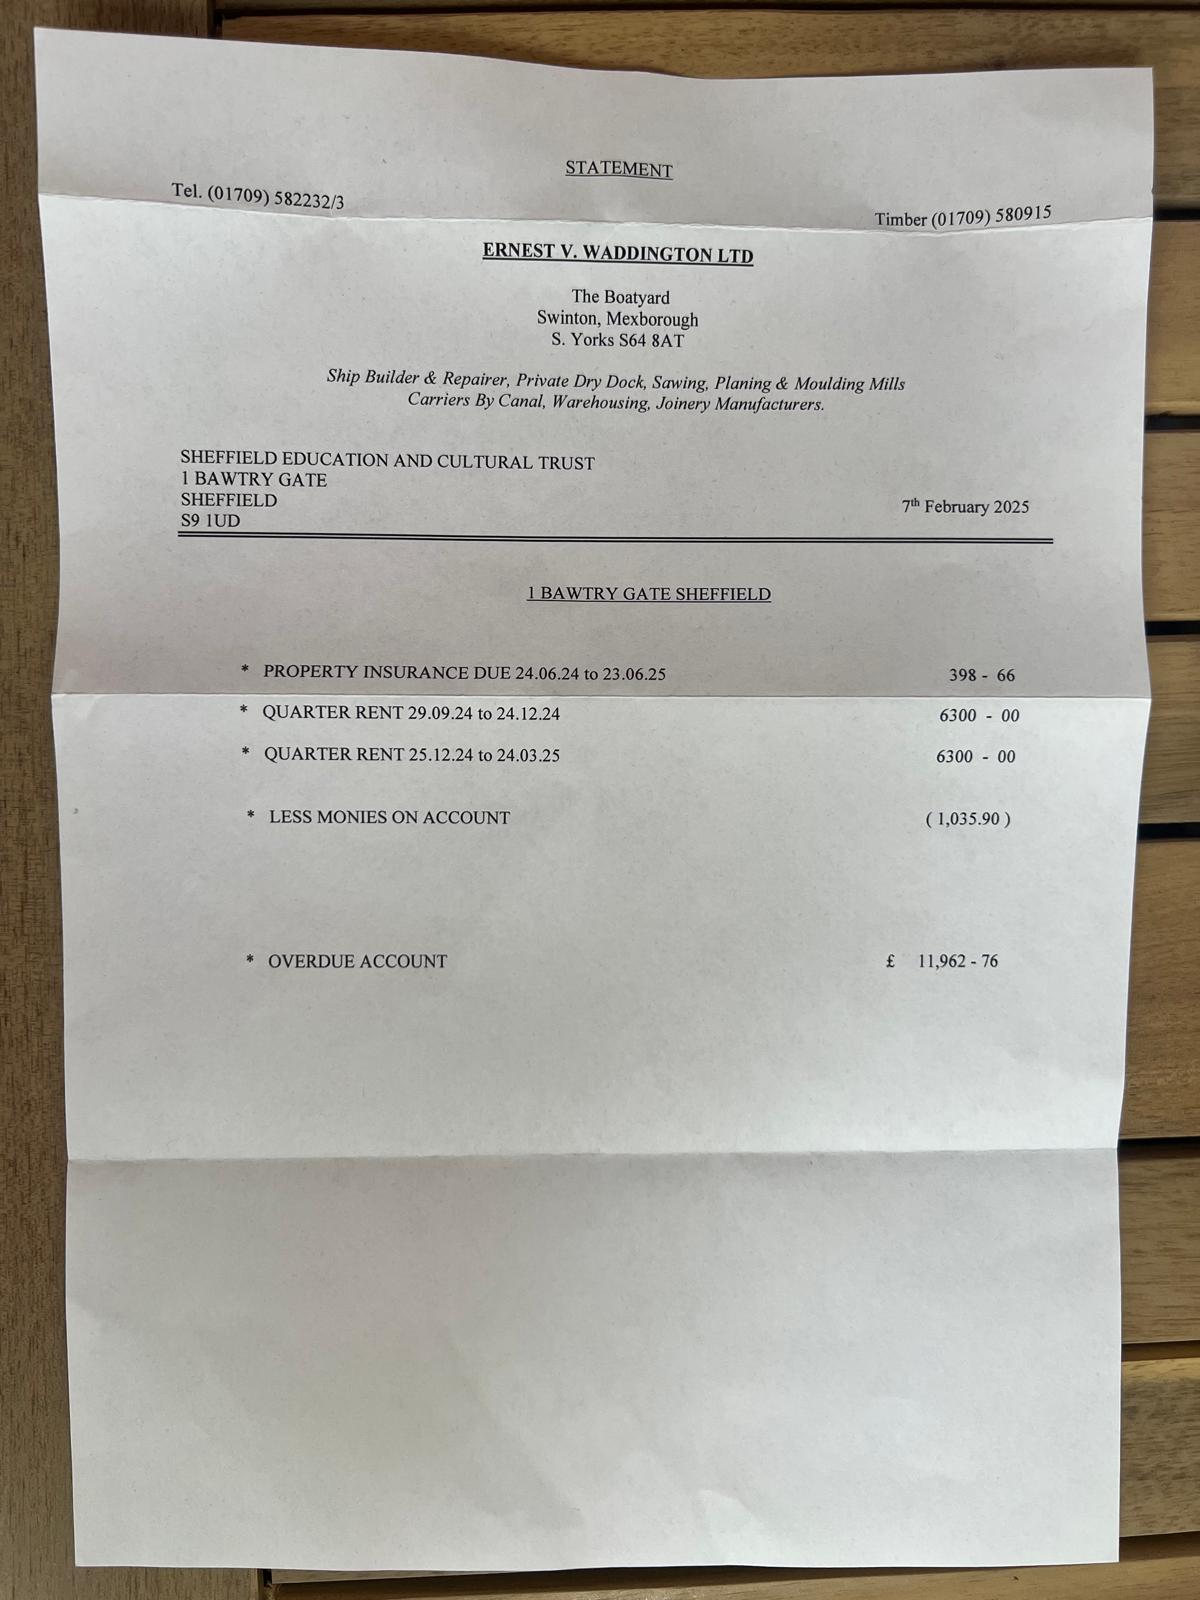 STATEMENT
Tel. (01709) 582232/3
Timber (01709) 580915
ERNEST V. WADDINGTON LTD
The Boatyard
Swinton, Mexborough
S. Yorks S64 8AT
Ship Builder & Repairer, Private Dry Dock, Sawing, Planing & Moulding Mills
Carriers By Canal, Warehousing, Joinery Manufacturers.
SHEFFIELD EDUCATION AND CULTURAL TRUST
1 BAWTRY GATE
SHEFFIELD
S9 1UD
7th February 2025
1 BAWTRY GATE SHEFFIELD
* PROPERTY INSURANCE DUE 24.06.24 to 23.06.25 398 - 66
* QUARTER RENT 29.09.24 to 24.12.24 6300 - 00
* QUARTER RENT 25.12.24 to 24.03.25 6300 - 00
* LESS MONIES ON ACCOUNT ( 1,035.90 )
* OVERDUE ACCOUNT £ 11,962 - 76